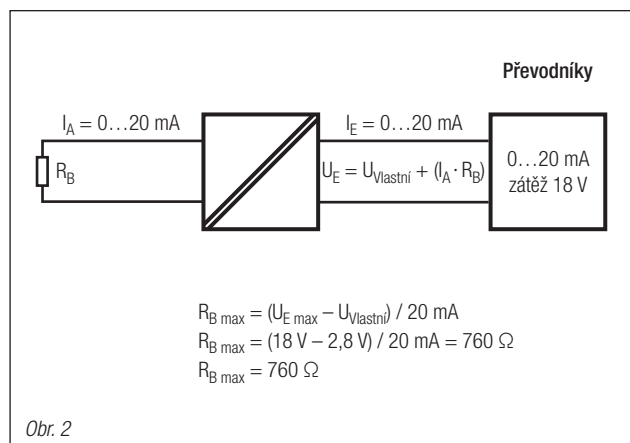 Převodníky
I_A = 0…20 mA
I_E = 0…20 mA
R_B
U_E = U_Vlastní + (I_A · R_B)
0…20 mA
zátěž 18 V
R_B max = (U_E max – U_Vlastní) / 20 mA
R_B max = (18 V – 2,8 V) / 20 mA = 760 Ω
R_B max = 760 Ω
Obr. 2